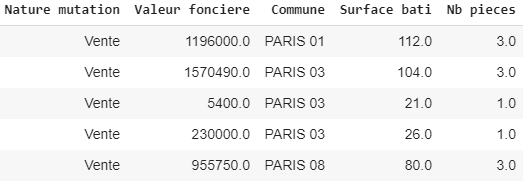 Nature mutation Valeur fonciere Commune Surface bati Nb pieces
Vente 1196000.0 PARIS 01 112.0 3.0
Vente 1570490.0 PARIS 03 104.0 3.0
Vente 5400.0 PARIS 03 21.0 1.0
Vente 230000.0 PARIS 03 26.0 1.0
Vente 955750.0 PARIS 08 80.0 3.0